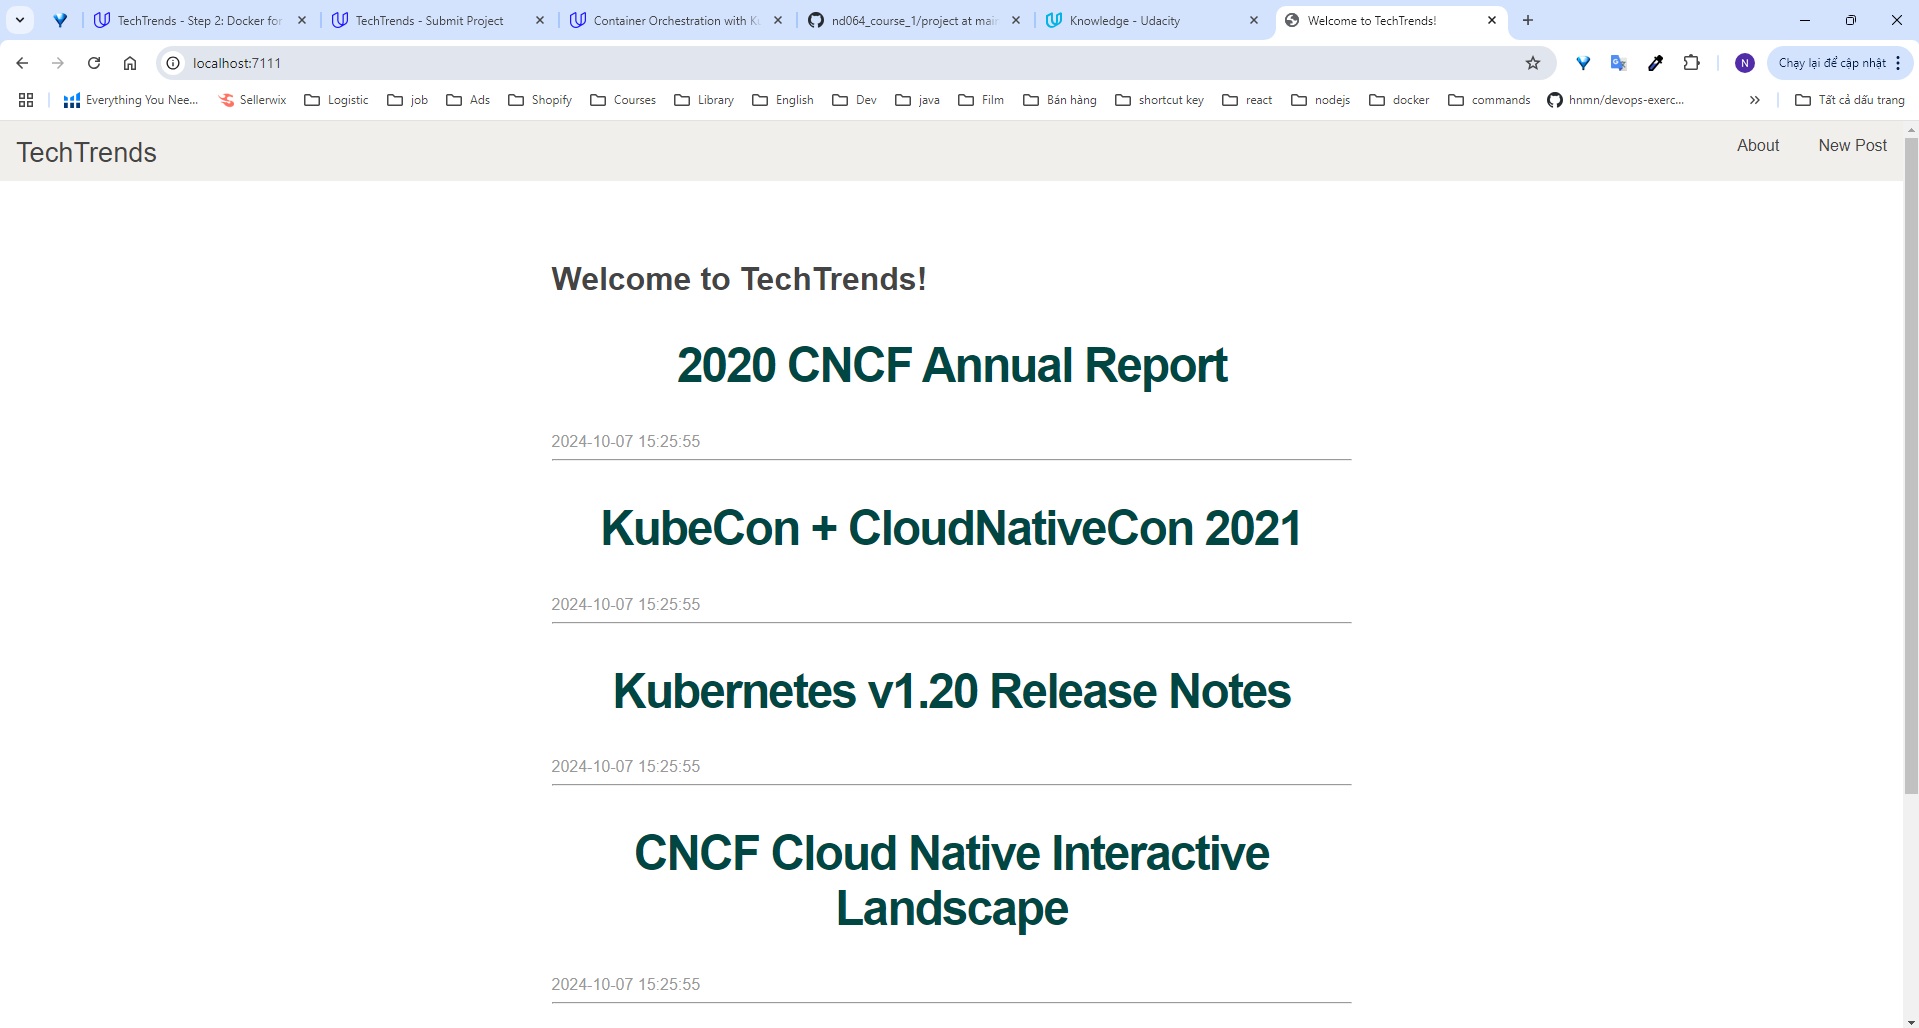 TechTrends - Step 2: Docker for
TechTrends - Submit Project
Container Orchestration with Ku
nd064_course_1/project at main
Knowledge - Udacity
Welcome to TechTrends!
localhost:7111
N
Chạy lại để cập nhật
Everything You Nee...
Sellerwix
Logistic
job
Ads
Shopify
Courses
Library
English
Dev
java
Film
Bán hàng
shortcut key
react
nodejs
docker
commands
hnmn/devops-exerc...
Tất cả dấu trang
TechTrends
About
New Post
Welcome to TechTrends!
2020 CNCF Annual Report
2024-10-07 15:25:55
KubeCon + CloudNativeCon 2021
2024-10-07 15:25:55
Kubernetes v1.20 Release Notes
2024-10-07 15:25:55
CNCF Cloud Native Interactive
Landscape
2024-10-07 15:25:55